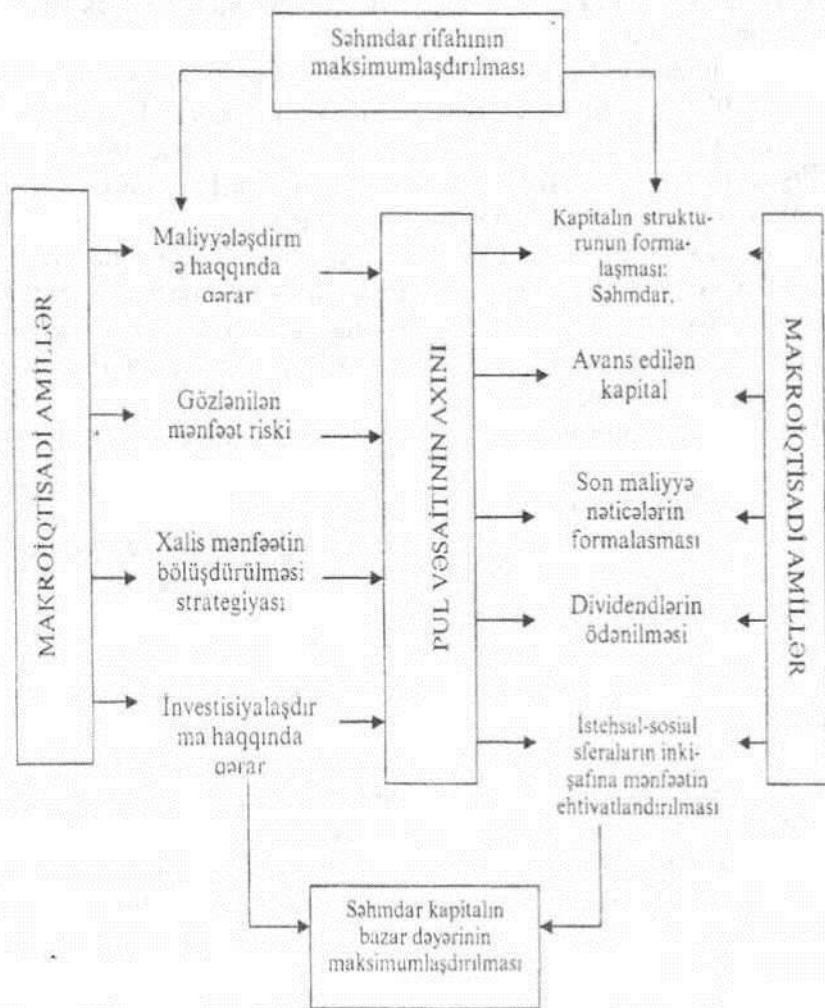 Səhmdar rifahının
maksimumlaşdırılması
MAKROİQTİSADİ AMİLLƏR
Maliyyələşdirm
ə haqqında
qərar
Gözlənilən
mənfəət riski
Xalis mənfəətin
bölüşdürülməsi
strategiyası
İnvestisiyalaşdır
ma haqqında
qərar
PUL VƏSAİTİNİN AXINI
Kapitalın struktu-
runun forma-
laşması:
Səhmdar,
Avans edilən
kapital
Son maliyyə
nəticələrin
formalasması
Dividendlərin
ödənilməsi
İstehsal-sosial
sferaların inki-
şafına mənfəətin
ehtivatlandırılması
MAKROİQTİSADİ AMİLLƏR
Səhmdar kapitalın
bazar dəyərinin
maksimumlaşdırılması